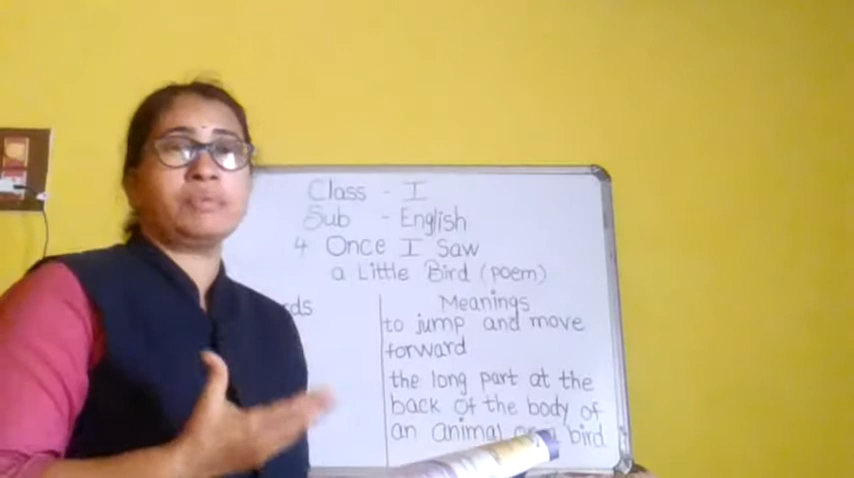 Class - I
Sub - English
4 Once I Saw
a Little Bird (poem)
Meanings
to jump and move
forward
the long part at the
back of the body of
an animal bird